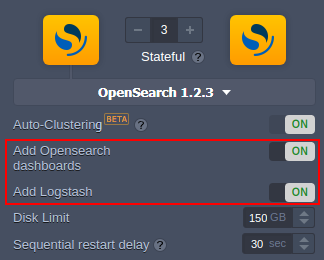 3
Stateful ?
OpenSearch 1.2.3
Auto-Clustering BETA ? ON
Add Opensearch
dashboards ON
Add Logstash ON
Disk Limit 150 GB
Sequential restart delay ? 30 sec